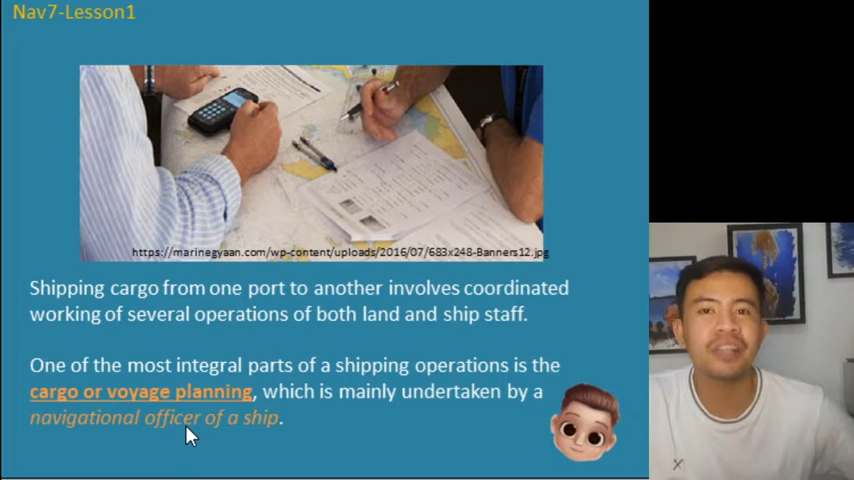 Nav7-Lesson1
https://marinegyaan.com/wp-content/uploads/2016/07/683x248-Banners12.jpg
Shipping cargo from one port to another involves coordinated
working of several operations of both land and ship staff.
One of the most integral parts of a shipping operations is the
cargo or voyage planning, which is mainly undertaken by a
navigational officer of a ship.